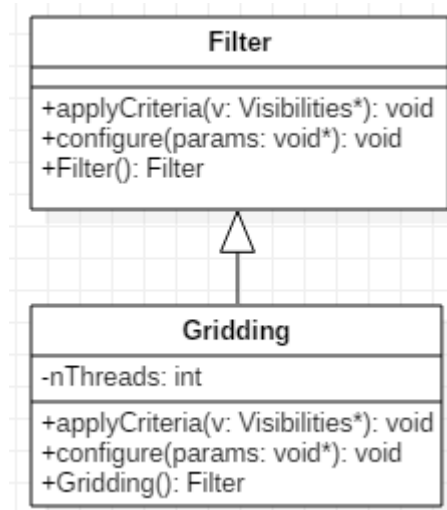 Filter
+applyCriteria(v: Visibilities*): void
+configure(params: void*): void
+Filter(): Filter
Gridding
-nThreads: int
+applyCriteria(v: Visibilities*): void
+configure(params: void*): void
+Gridding(): Filter